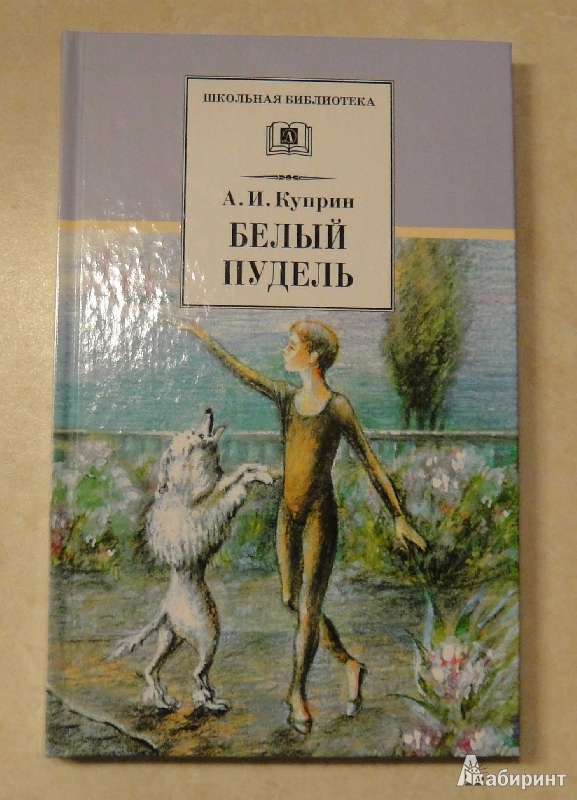 ШКОЛЬНАЯ БИБЛИОТЕКА
Д
А. И. Куприн
БЕЛЫЙ
ПУДЕЛЬ
Лабиринт